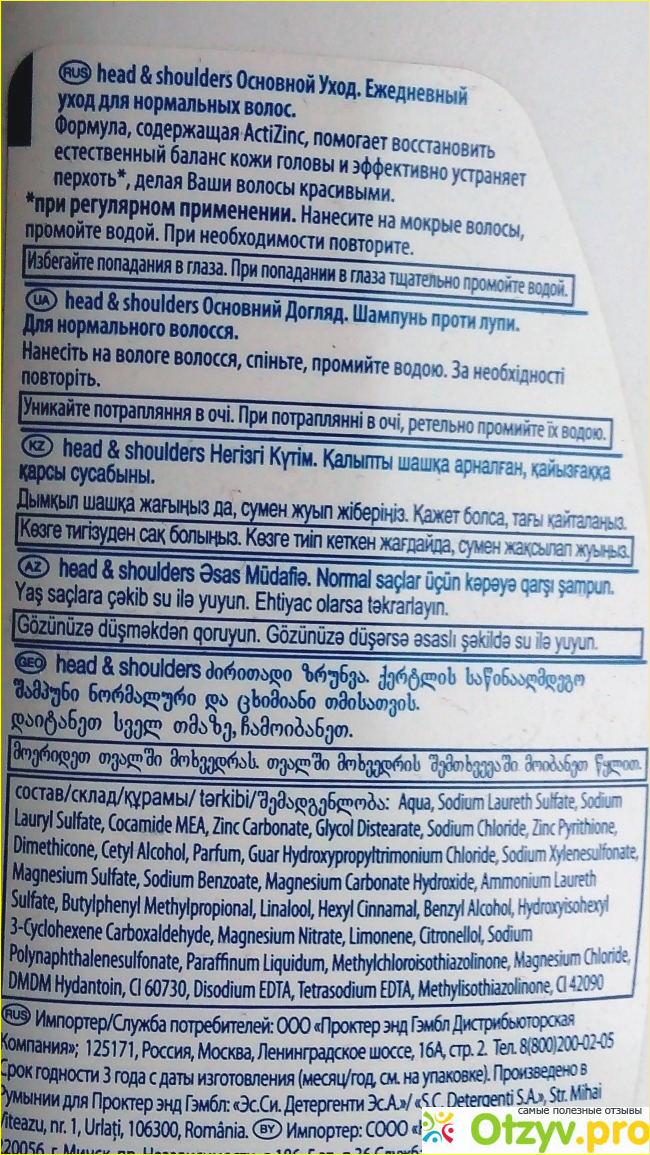 RUS head & shoulders Основной Уход. Ежедневный
уход для нормальных волос.
Формула, содержащая ActiZinc, помогает восстановить
естественный баланс кожи головы и эффективно устраняет
перхоть*, делая Ваши волосы красивыми.
*при регулярном применении. Нанесите на мокрые волосы,
промойте водой. При необходимости повторите.
Избегайте попадания в глаза. При попадании в глаза тщательно промойте водой.
UA head & shoulders Основний Догляд. Шампунь проти лупи.
Для нормального волосся.
Нанесіть на вологе волосся, спіньте, промийте водою. За необхідності
повторіть.
Уникайте потрапляння в очі. При потраплянні в очі, ретельно промийте їх водою.
KZ head & shoulders Негізгі Күтім. Қалыпты шашқа арналған, қайызғаққа
қарсы сусабыны.
Дымқыл шашқа жағыңыз да, сумен жуып жіберіңіз. Қажет болса, тағы қайталаңыз.
Көзге тигізуден сақ болыңыз. Көзге тиіп кеткен жағдайда, сумен жақсылап жуыңыз.
AZ head & shoulders Əsas Müdafiə. Normal saçlar üçün kəpəyə qarşı şampun.
Yaş saçlara çəkib su ilə yuyun. Ehtiyac olarsa təkrarlayın.
Gözünüzə düşməkdən qoruyun. Gözünüzə düşərsə əsaslı şəkildə su ilə yuyun.
GEO head & shoulders ძირითადი ზრუნვა. ქერტლის საწინააღმდეგო
შამპუნი ნორმალური და ცხიმიანი თმისათვის.
დაიტანეთ სველ თმაზე, ჩამოიბანეთ.
მოერიდეთ თვალში მოხვედრას. თვალში მოხვედრის შემთხვევაში მოიბანეთ წყლით.
состав/склад/құрамы/ tərkibi/შემადგენლობა: Aqua, Sodium Laureth Sulfate, Sodium
Lauryl Sulfate, Cocamide MEA, Zinc Carbonate, Glycol Distearate, Sodium Chloride, Zinc Pyrithione,
Dimethicone, Cetyl Alcohol, Parfum, Guar Hydroxypropyltrimonium Chloride, Sodium Xylenesulfonate,
Magnesium Sulfate, Sodium Benzoate, Magnesium Carbonate Hydroxide, Ammonium Laureth
Sulfate, Butylphenyl Methylpropional, Linalool, Hexyl Cinnamal, Benzyl Alcohol, Hydroxyisohexyl
3-Cyclohexene Carboxaldehyde, Magnesium Nitrate, Limonene, Citronellol, Sodium
Polynaphthalenesulfonate, Paraffinum Liquidum, Methylchloroisothiazolinone, Magnesium Chloride,
DMDM Hydantoin, CI 60730, Disodium EDTA, Tetrasodium EDTA, Methylisothiazolinone, CI 42090
RUS Импортер/Служба потребителей: ООО «Проктер энд Гэмбл Дистрибьюторская
Компания»; 125171, Россия, Москва, Ленинградское шоссе, 16А, стр. 2. Тел. 8(800)200-02-05
Срок годности 3 года с даты изготовления (месяц/год, см. на упаковке). Произведено в
Румынии для Проктер энд Гэмбл: «Эс.Си. Детергенти Эс.А.»/ «S.C. Detergenti S.A.», Str. Mihai
Viteazu, nr. 1, Urlați, 106300, România. BY Импортер: СООО
самые полезные отзывы
Otzyv.pro